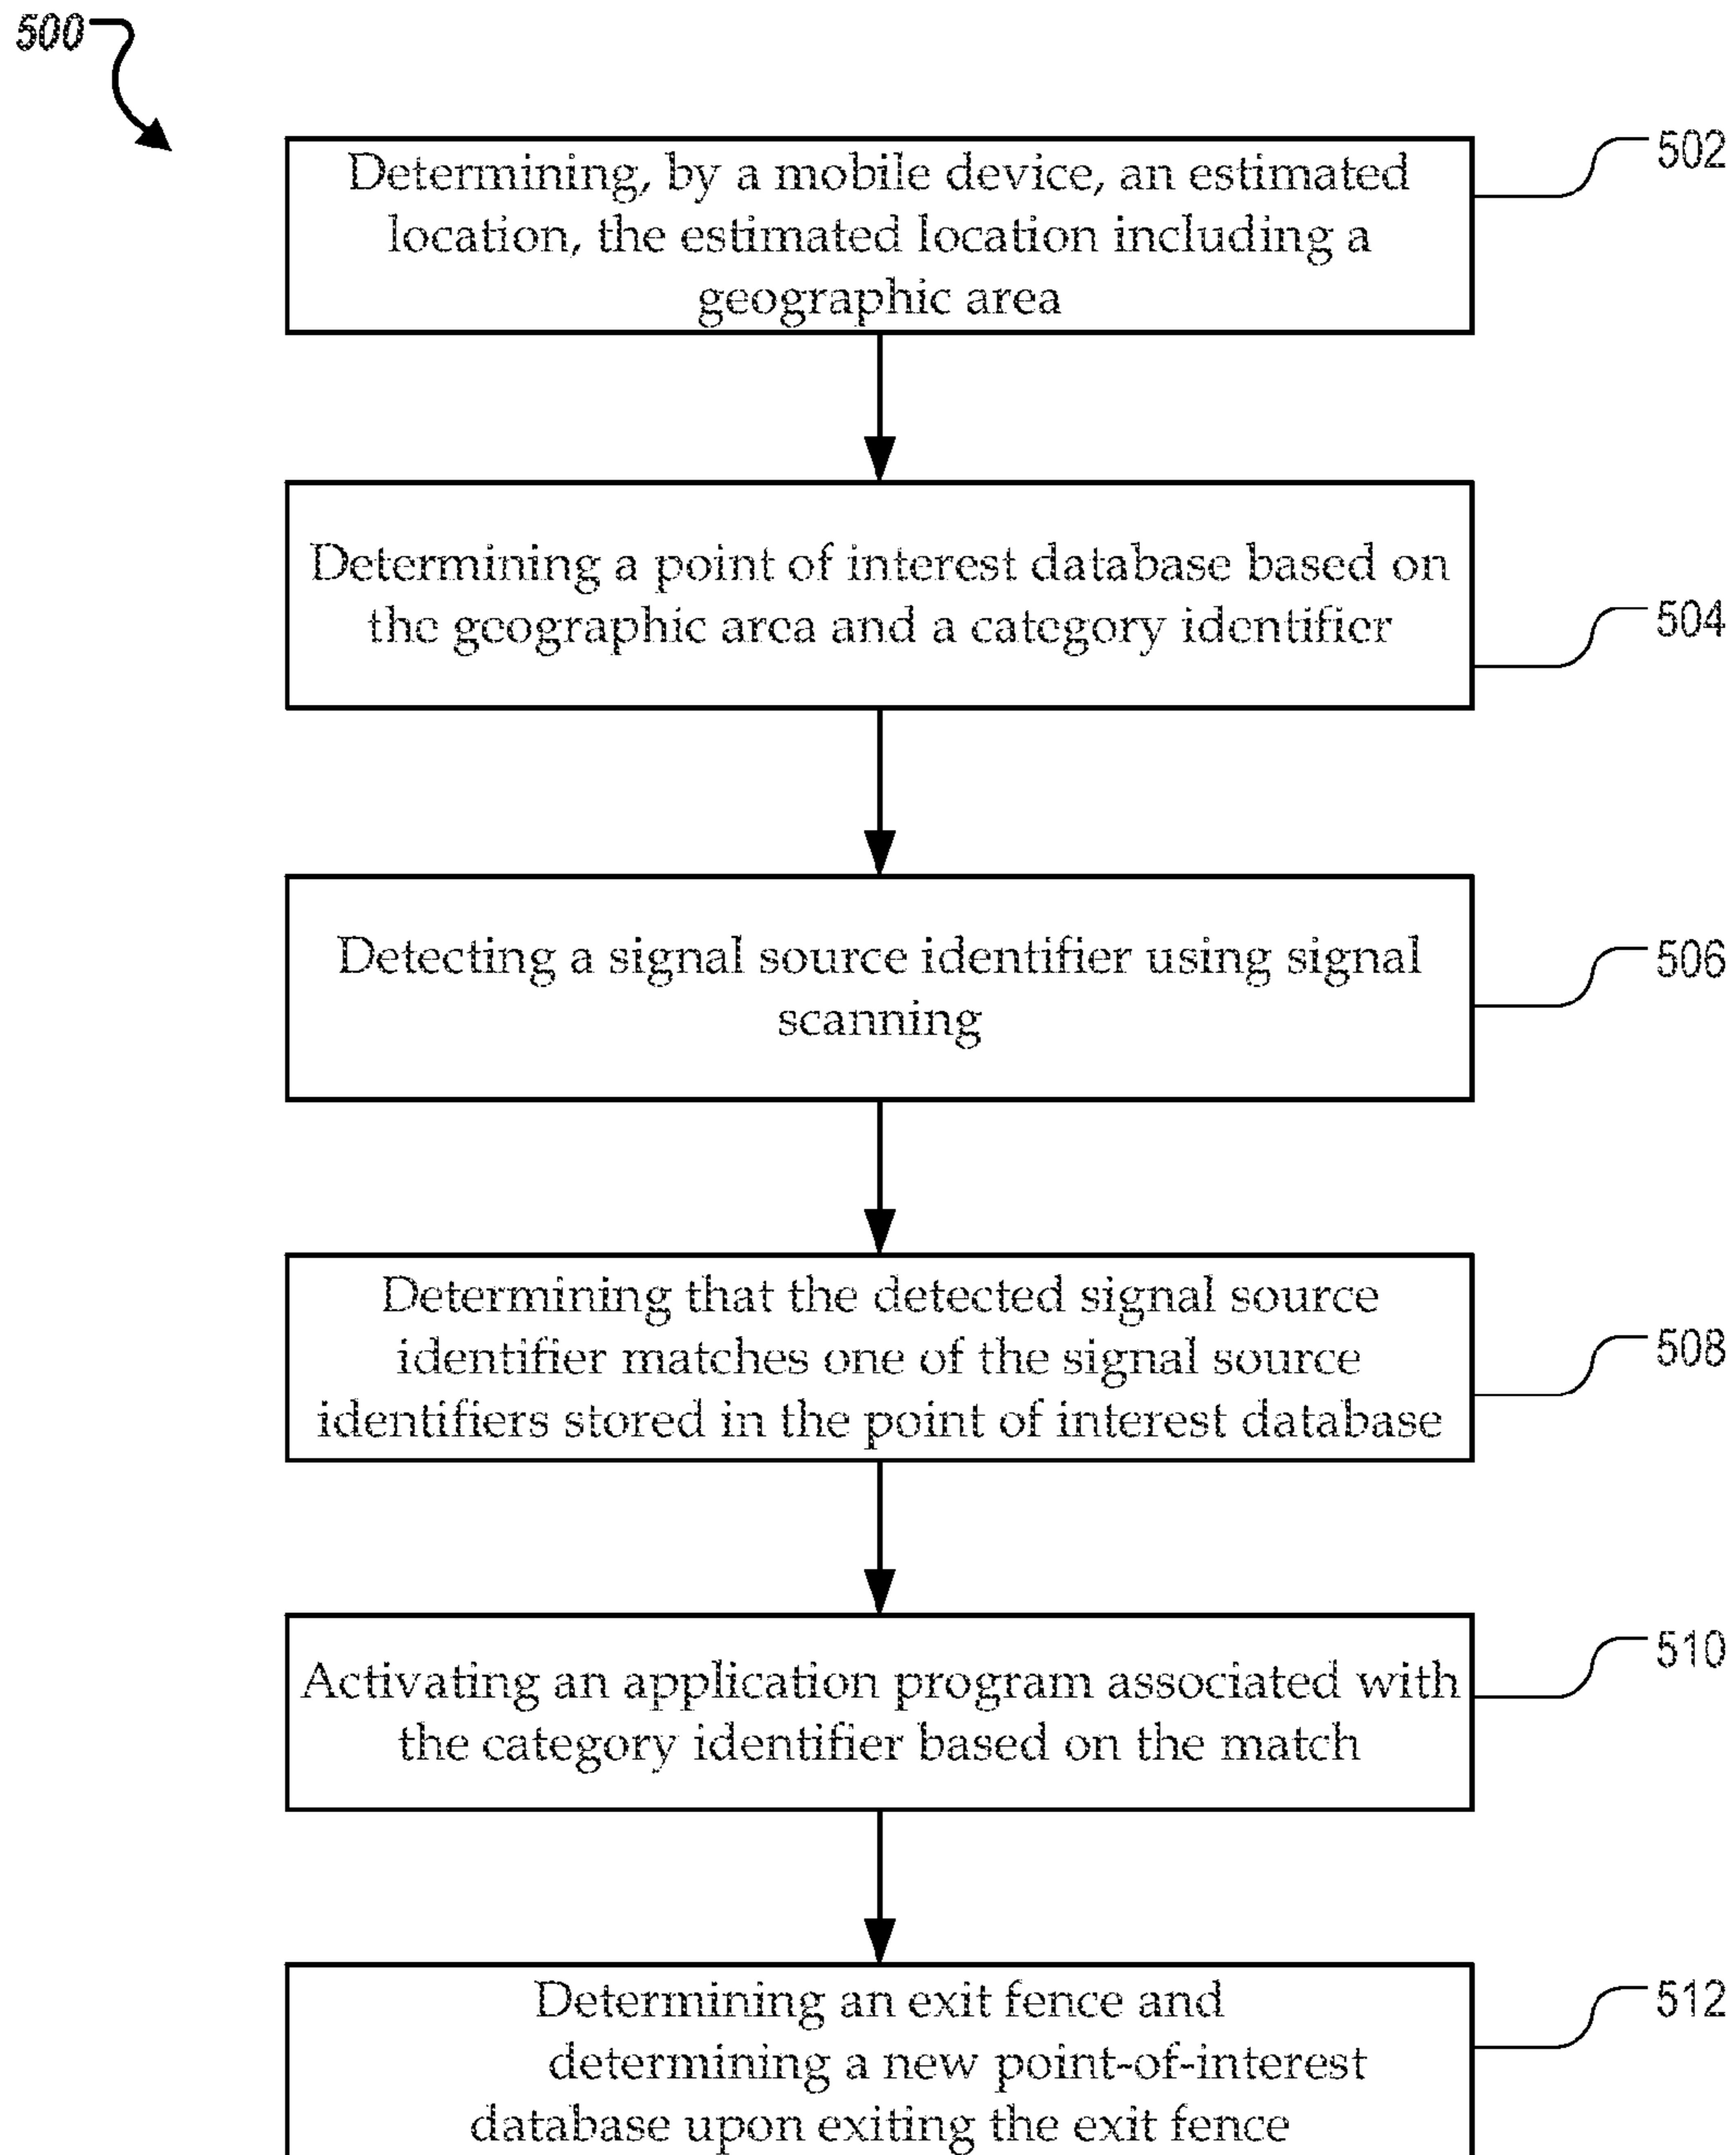 500
Determining, by a mobile device, an estimated
location, the estimated location including a
geographic area
502
Determining a point of interest database based on
the geographic area and a category identifier
504
Detecting a signal source identifier using signal
scanning
506
Determining that the detected signal source
identifier matches one of the signal source
identifiers stored in the point of interest database
508
Activating an application program associated with
the category identifier based on the match
510
Determining an exit fence and
determining a new point-of-interest
database upon exiting the exit fence
512